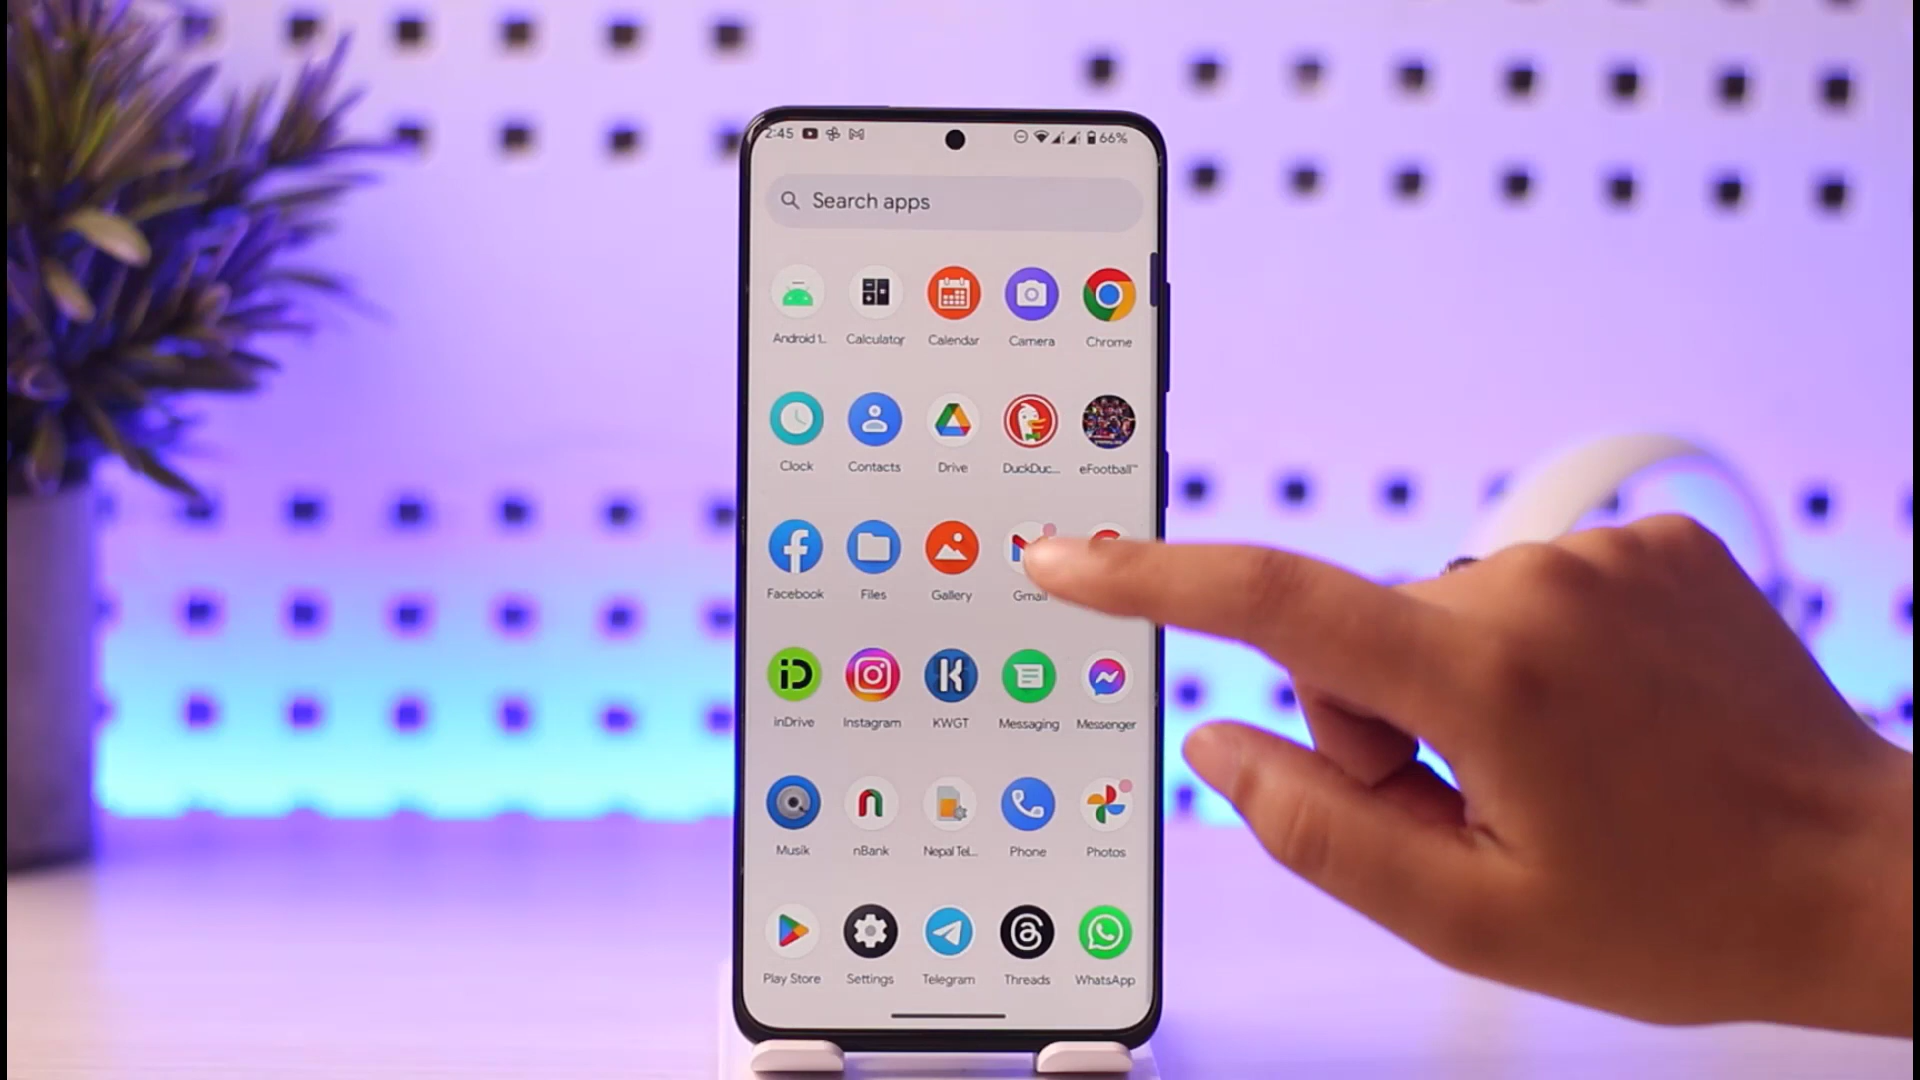 2:45 66%
Search apps
Android 1.. Calculator Calendar Camera Chrome
Clock Contacts Drive DuckDuc... eFootball™
Facebook Files Gallery Gmail
iD
inDrive Instagram KWGT Messaging Messenger
Musik nBank Nepal Tel... Phone Photos
Play Store Settings Telegram Threads WhatsApp